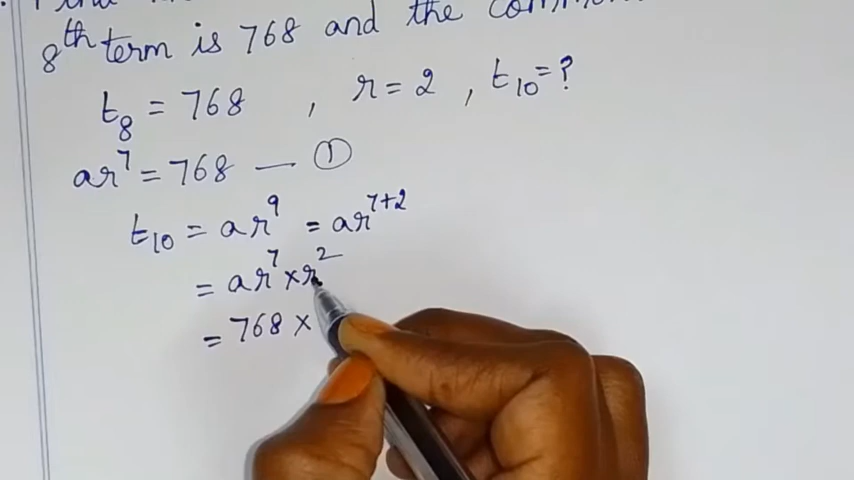 8th term is 768 and the
t₈ = 768 , r = 2 , t₁₀ = ?
ar⁷ = 768 — ①
t₁₀ = ar⁹ = ar⁷⁺²
= ar⁷ × r²
= 768 ×